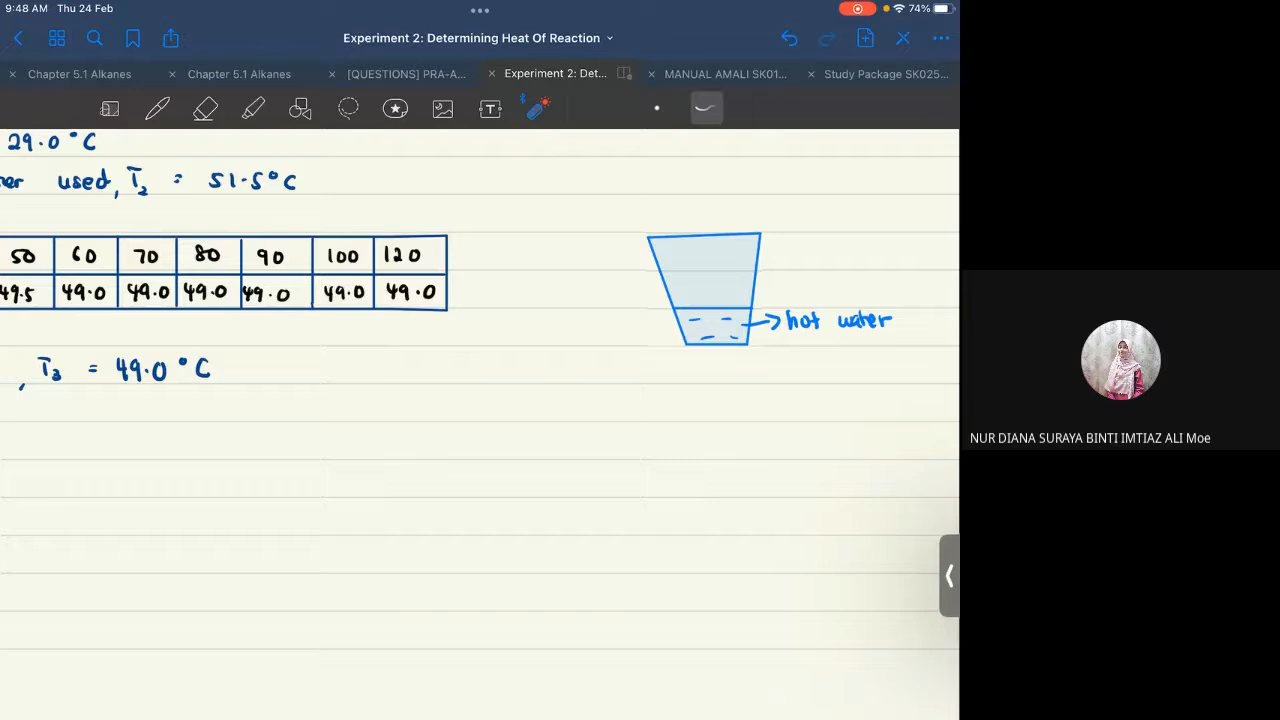 9:48 AM Thu 24 Feb
74%
Experiment 2: Determining Heat Of Reaction
Chapter 5.1 Alkanes
Chapter 5.1 Alkanes
[QUESTIONS] PRA-A...
Experiment 2: Det...
MANUAL AMALI SK01...
Study Package SK025...
29.0 °C
used, T₂ = 51.5°C
50 60 70 80 90 100 120
49.5 49.0 49.0 49.0 49.0 49.0 49.0
hot water
, T₃ = 49.0 °C
NUR DIANA SURAYA BINTI IMTIAZ ALI Moe